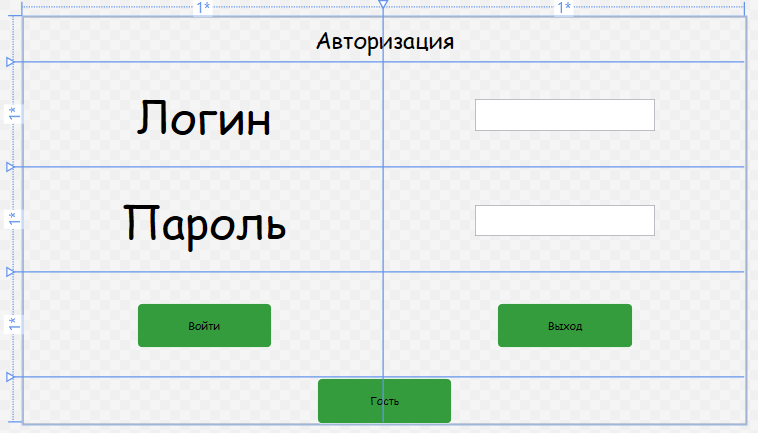 1* 1*
Авторизация
1*
Логин
1*
Пароль
1*
Войти Выход
Гость